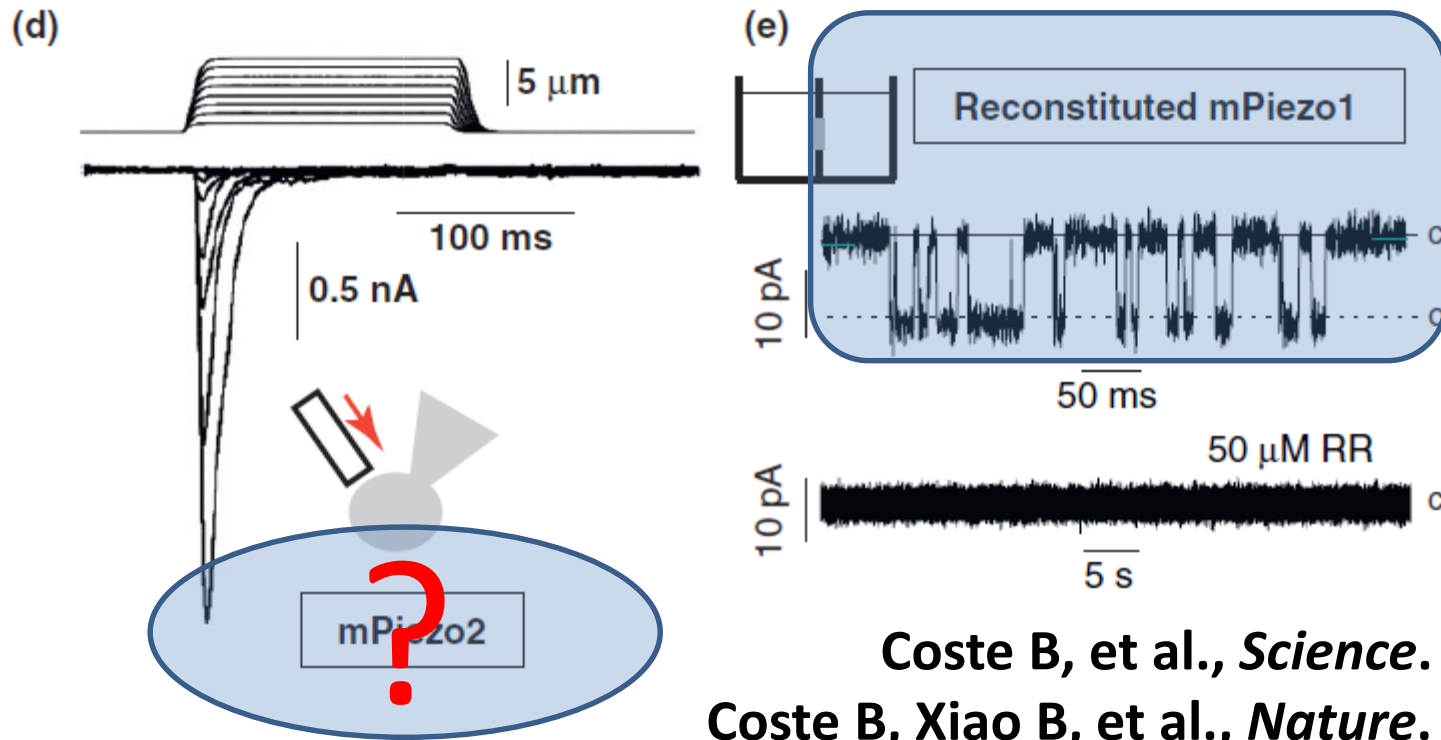 (d)
5 μm
100 ms
0.5 nA
?
mPiezo2
(e)
Reconstituted mPiezo1
c
10 pA
50 ms
50 μM RR
10 pA
c
5 s
Coste B, et al., Science.
Coste B, Xiao B, et al., Nature.